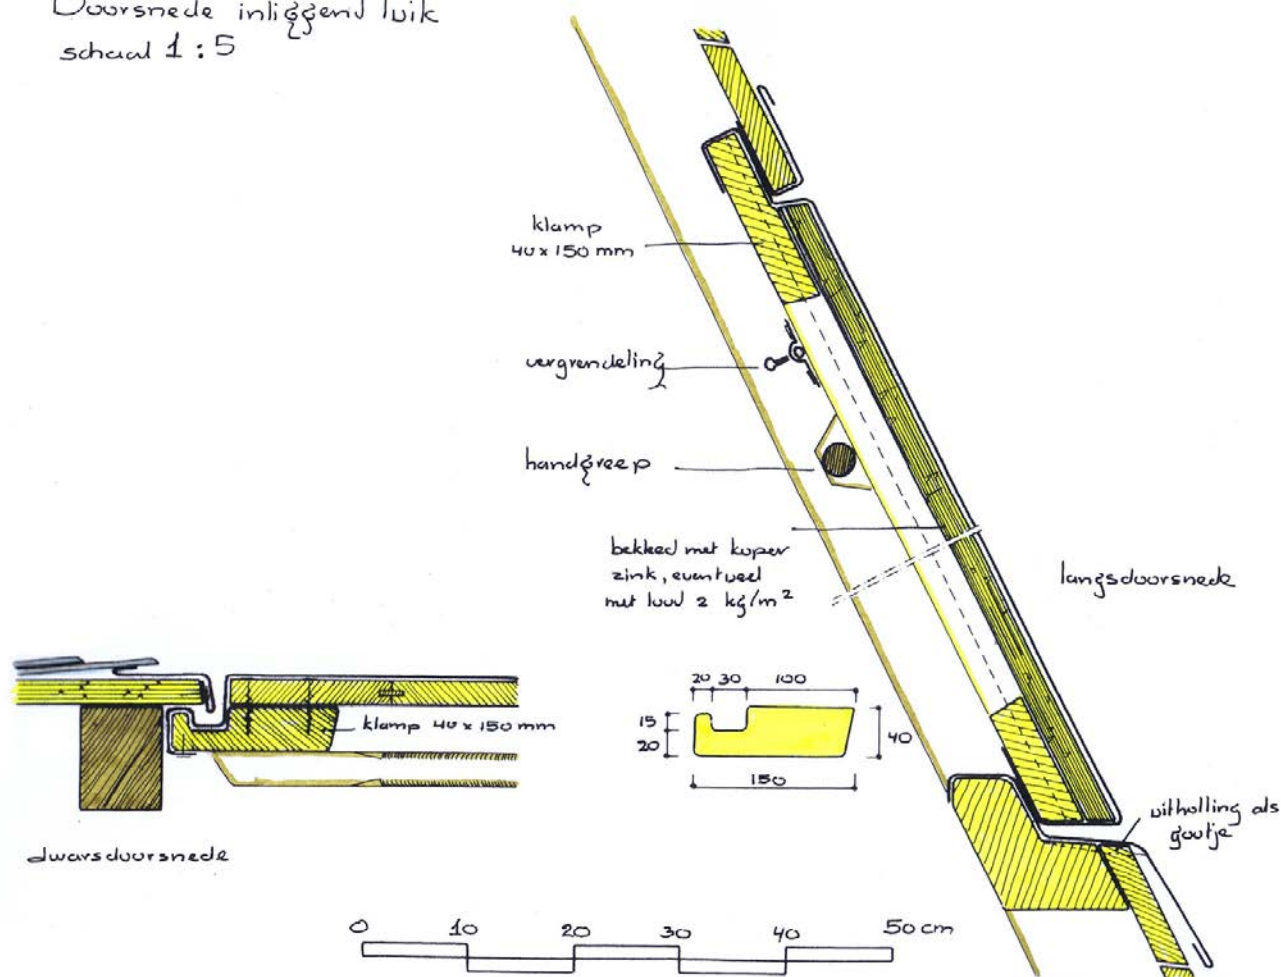 Doorsnede inliggend luik
schaal 1:5
klamp
40 x 150 mm
vergrendeling
handgreep
bekleed met koper
zink, eventueel
met lood 2 kg/m²
langsdoorsnede
klamp 40 x 150 mm
20 30 100
15
20
40
150
uitholling als
gootje
dwarsdoorsnede
0 10 20 30 40 50 cm